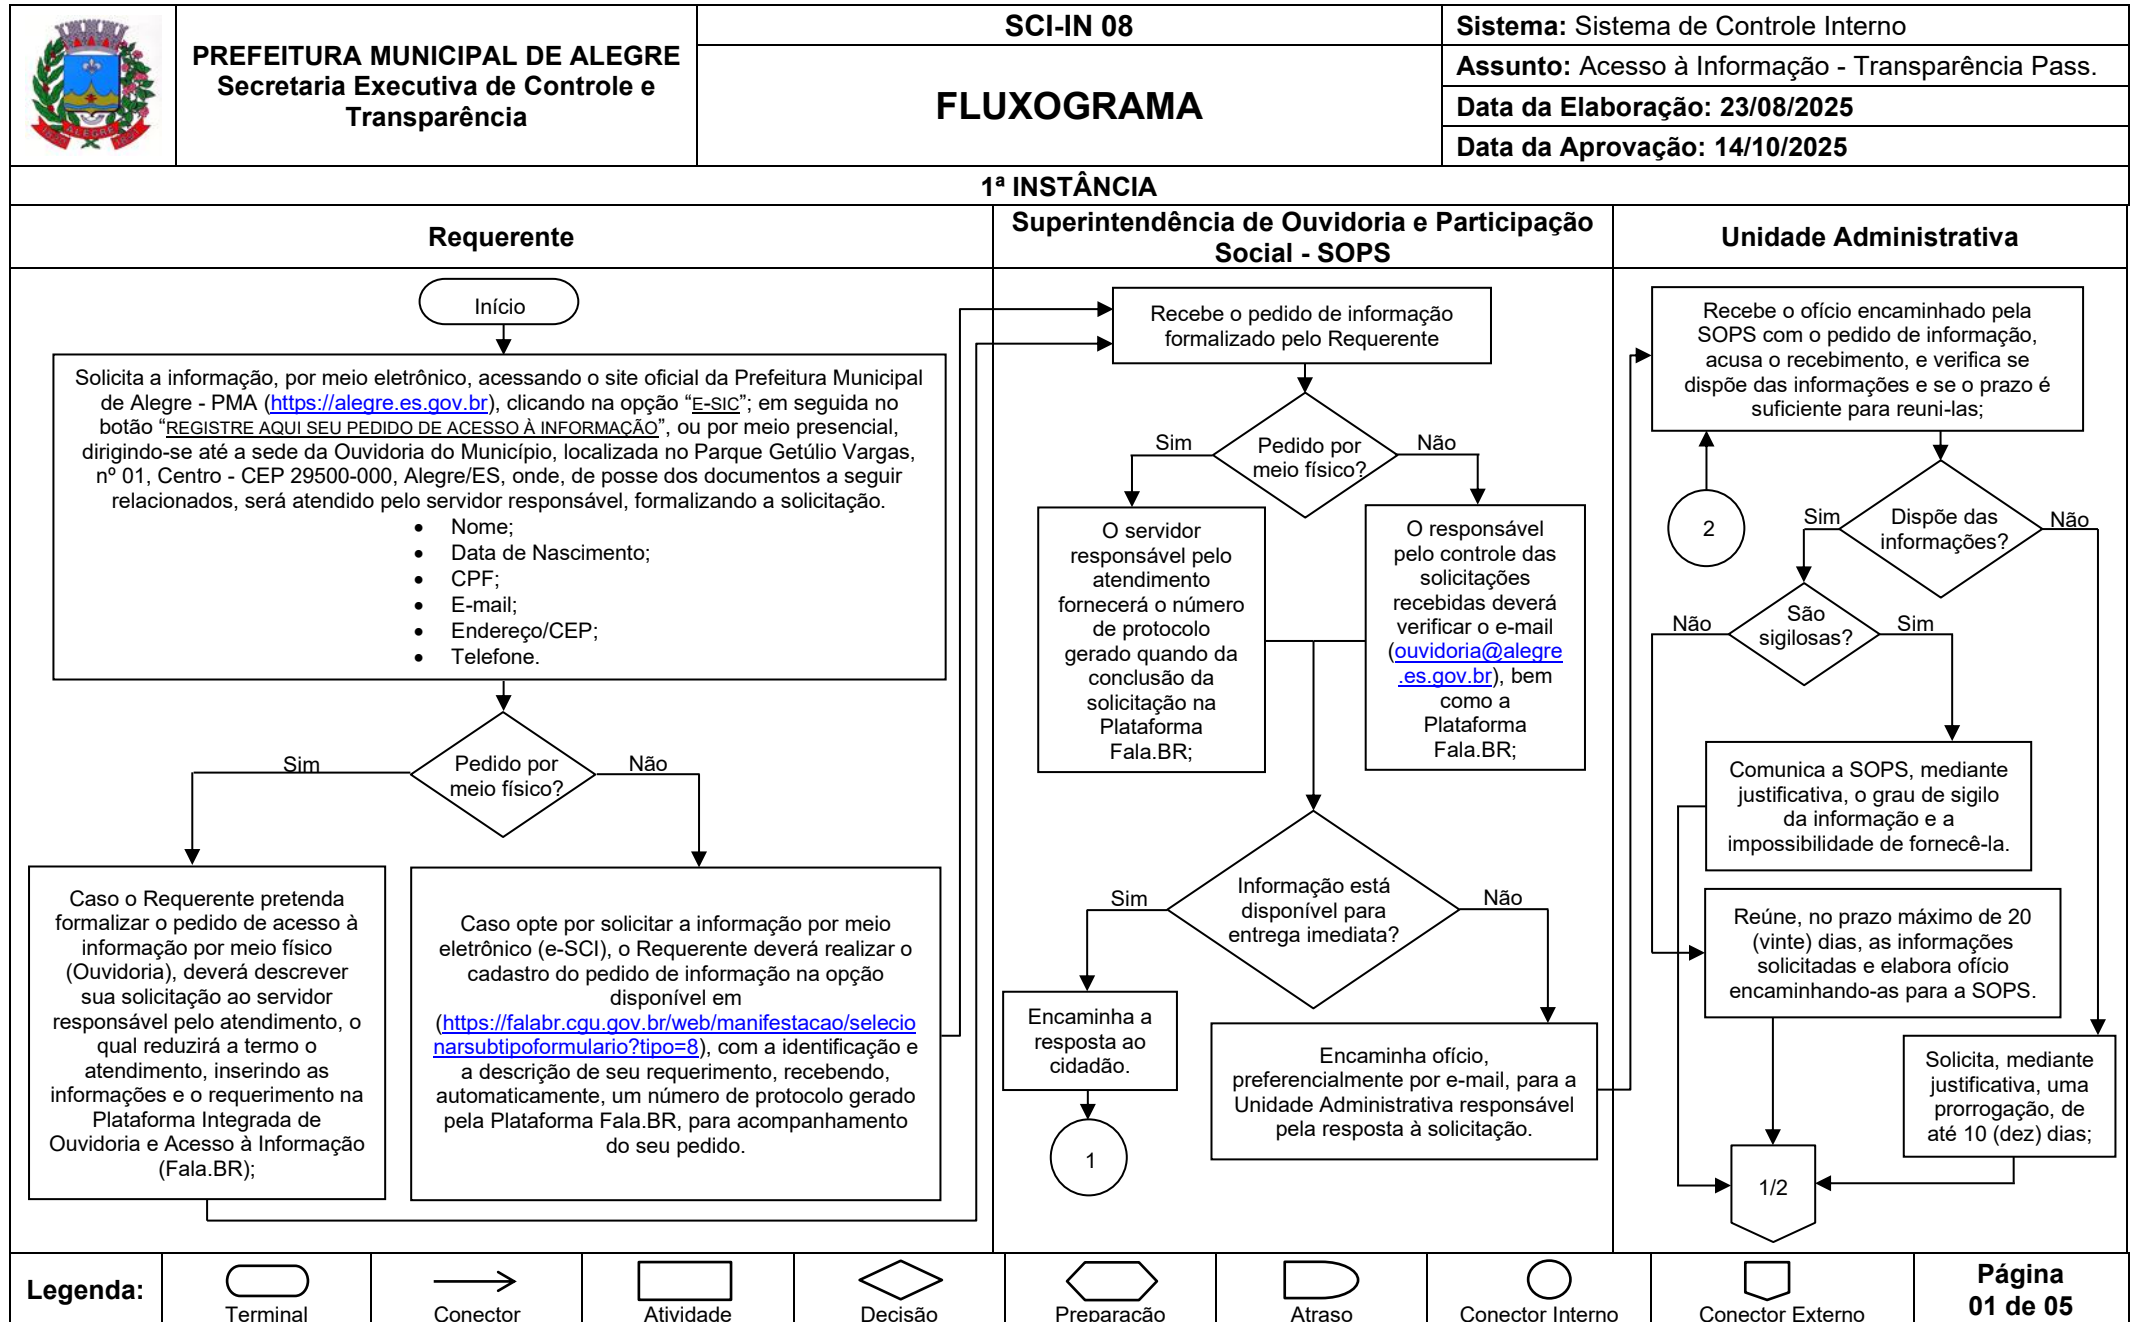 PREFEITURA MUNICIPAL DE ALEGRE
Secretaria Executiva de Controle e
Transparência
SCI-IN 08
FLUXOGRAMA
Sistema: Sistema de Controle Interno
Assunto: Acesso à Informação - Transparência Pass.
Data da Elaboração: 23/08/2025
Data da Aprovação: 14/10/2025
ALEGRE
1ª INSTÂNCIA
Requerente
Superintendência de Ouvidoria e Participação
Social - SOPS
Unidade Administrativa
Início
Solicita a informação, por meio eletrônico, acessando o site oficial da Prefeitura Municipal
de Alegre - PMA (https://alegre.es.gov.br), clicando na opção “E-SIC”; em seguida no
botão “REGISTRE AQUI SEU PEDIDO DE ACESSO À INFORMAÇÃO”, ou por meio presencial,
dirigindo-se até a sede da Ouvidoria do Município, localizada no Parque Getúlio Vargas,
nº 01, Centro - CEP 29500-000, Alegre/ES, onde, de posse dos documentos a seguir
relacionados, será atendido pelo servidor responsável, formalizando a solicitação.
• Nome;
• Data de Nascimento;
• CPF;
• E-mail;
• Endereço/CEP;
• Telefone.
Sim
Pedido por
meio físico?
Não
Caso o Requerente pretenda
formalizar o pedido de acesso à
informação por meio físico
(Ouvidoria), deverá descrever
sua solicitação ao servidor
responsável pelo atendimento, o
qual reduzirá a termo o
atendimento, inserindo as
informações e o requerimento na
Plataforma Integrada de
Ouvidoria e Acesso à Informação
(Fala.BR);
Caso opte por solicitar a informação por meio
eletrônico (e-SCI), o Requerente deverá realizar o
cadastro do pedido de informação na opção
disponível em
(https://falabr.cgu.gov.br/web/manifestacao/selecio
narsubtipoformulario?tipo=8), com a identificação e
a descrição de seu requerimento, recebendo,
automaticamente, um número de protocolo gerado
pela Plataforma Fala.BR, para acompanhamento
do seu pedido.
Recebe o pedido de informação
formalizado pelo Requerente
Sim
Pedido por
meio físico?
Não
O servidor
responsável pelo
atendimento
fornecerá o número
de protocolo
gerado quando da
conclusão da
solicitação na
Plataforma
Fala.BR;
O responsável
pelo controle das
solicitações
recebidas deverá
verificar o e-mail
(ouvidoria@alegre
.es.gov.br), bem
como a
Plataforma
Fala.BR;
Sim
Informação está
disponível para
entrega imediata?
Não
Encaminha a
resposta ao
cidadão.
1
Encaminha ofício,
preferencialmente por e-mail, para a
Unidade Administrativa responsável
pela resposta à solicitação.
Recebe o ofício encaminhado pela
SOPS com o pedido de informação,
acusa o recebimento, e verifica se
dispõe das informações e se o prazo é
suficiente para reuni-las;
2
Sim
Dispõe das
informações?
Não
Não
São
sigilosas?
Sim
Comunica a SOPS, mediante
justificativa, o grau de sigilo
da informação e a
impossibilidade de fornecê-la.
Reúne, no prazo máximo de 20
(vinte) dias, as informações
solicitadas e elabora ofício
encaminhando-as para a SOPS.
Solicita, mediante
justificativa, uma
prorrogação, de
até 10 (dez) dias;
1/2
Legenda:
Terminal
Conector
Atividade
Decisão
Preparação
Atraso
Conector Interno
Conector Externo
Página
01 de 05